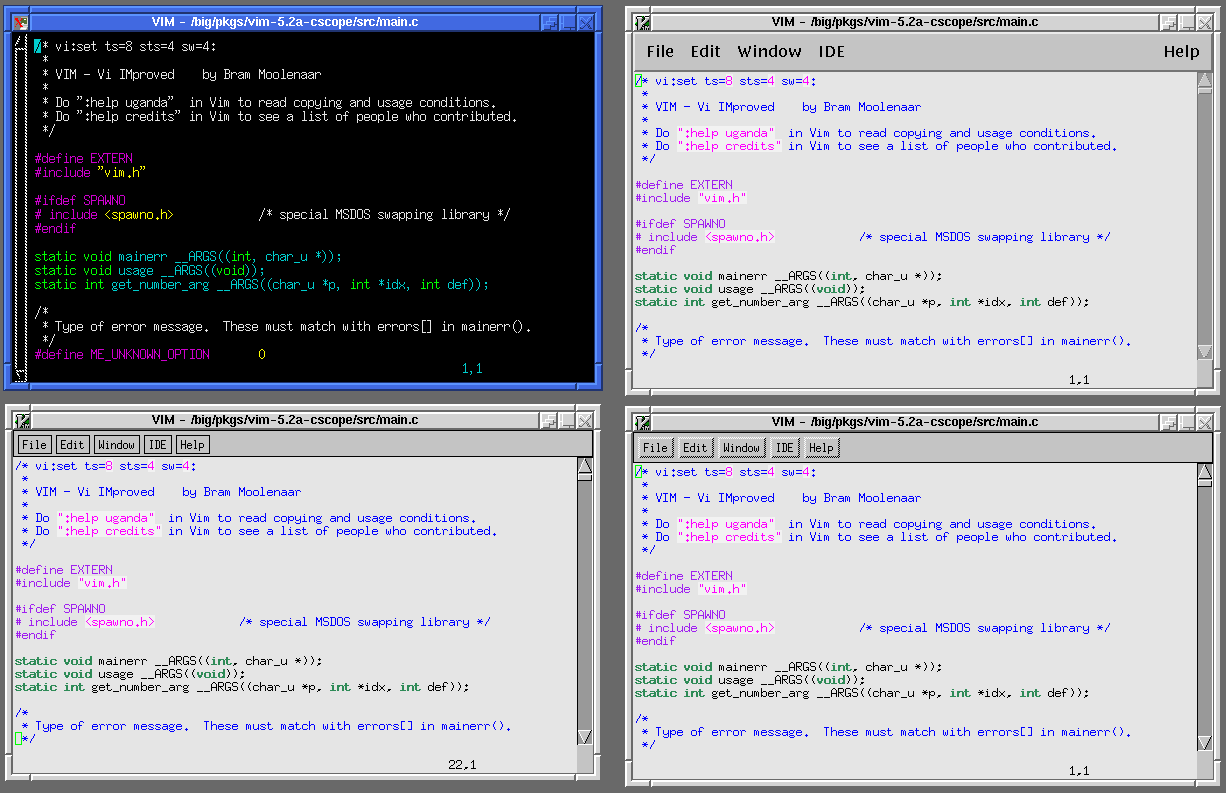 VIM - /big/pkgs/vim-5.2a-cscope/src/main.c
/* vi:set ts=8 sts=4 sw=4:
 *
 * VIM - Vi IMproved    by Bram Moolenaar
 *
 * Do ":help uganda"  in Vim to read copying and usage conditions.
 * Do ":help credits" in Vim to see a list of people who contributed.
 */
#define EXTERN
#include "vim.h"
#ifdef SPAWNO
# include <spawno.h>            /* special MSDOS swapping library */
#endif
static void mainerr __ARGS((int, char_u *));
static void usage __ARGS((void));
static int get_number_arg __ARGS((char_u *p, int *idx, int def));
/*
 * Type of error message.  These must match with errors[] in mainerr().
 */
#define ME_UNKNOWN_OPTION       0
1,1
VIM - /big/pkgs/vim-5.2a-cscope/src/main.c
File Edit Window IDE Help
/* vi:set ts=8 sts=4 sw=4:
 *
 * VIM - Vi IMproved    by Bram Moolenaar
 *
 * Do ":help uganda"  in Vim to read copying and usage conditions.
 * Do ":help credits" in Vim to see a list of people who contributed.
 */
#define EXTERN
#include "vim.h"
#ifdef SPAWNO
# include <spawno.h>            /* special MSDOS swapping library */
#endif
static void mainerr __ARGS((int, char_u *));
static void usage __ARGS((void));
static int get_number_arg __ARGS((char_u *p, int *idx, int def));
/*
 * Type of error message.  These must match with errors[] in mainerr().
 */
1,1
VIM - /big/pkgs/vim-5.2a-cscope/src/main.c
File Edit Window IDE Help
/* vi:set ts=8 sts=4 sw=4:
 *
 * VIM - Vi IMproved    by Bram Moolenaar
 *
 * Do ":help uganda"  in Vim to read copying and usage conditions.
 * Do ":help credits" in Vim to see a list of people who contributed.
 */
#define EXTERN
#include "vim.h"
#ifdef SPAWNO
# include <spawno.h>            /* special MSDOS swapping library */
#endif
static void mainerr __ARGS((int, char_u *));
static void usage __ARGS((void));
static int get_number_arg __ARGS((char_u *p, int *idx, int def));
/*
 * Type of error message.  These must match with errors[] in mainerr().
 */
22,1
VIM - /big/pkgs/vim-5.2a-cscope/src/main.c
File Edit Window IDE Help
/* vi:set ts=8 sts=4 sw=4:
 *
 * VIM - Vi IMproved    by Bram Moolenaar
 *
 * Do ":help uganda"  in Vim to read copying and usage conditions.
 * Do ":help credits" in Vim to see a list of people who contributed.
 */
#define EXTERN
#include "vim.h"
#ifdef SPAWNO
# include <spawno.h>            /* special MSDOS swapping library */
#endif
static void mainerr __ARGS((int, char_u *));
static void usage __ARGS((void));
static int get_number_arg __ARGS((char_u *p, int *idx, int def));
/*
 * Type of error message.  These must match with errors[] in mainerr().
 */
1,1